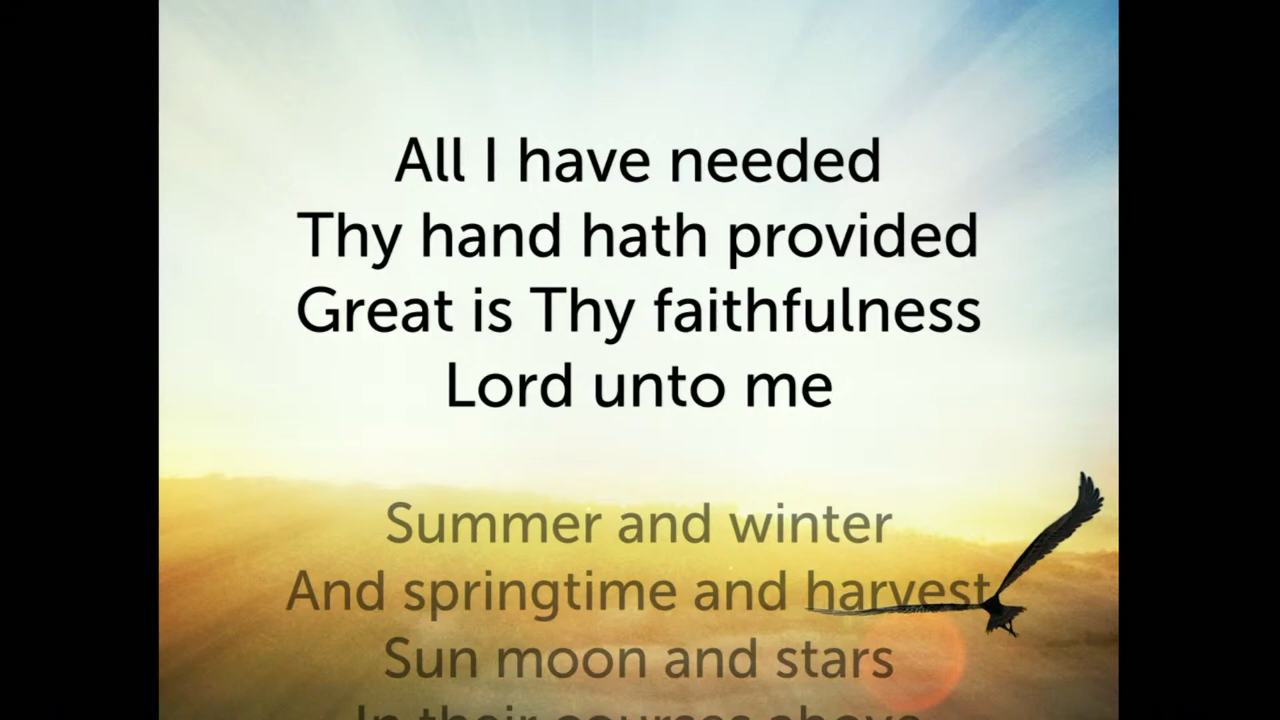 All I have needed
Thy hand hath provided
Great is Thy faithfulness
Lord unto me
Summer and winter
And springtime and harvest
Sun moon and stars
In their courses above